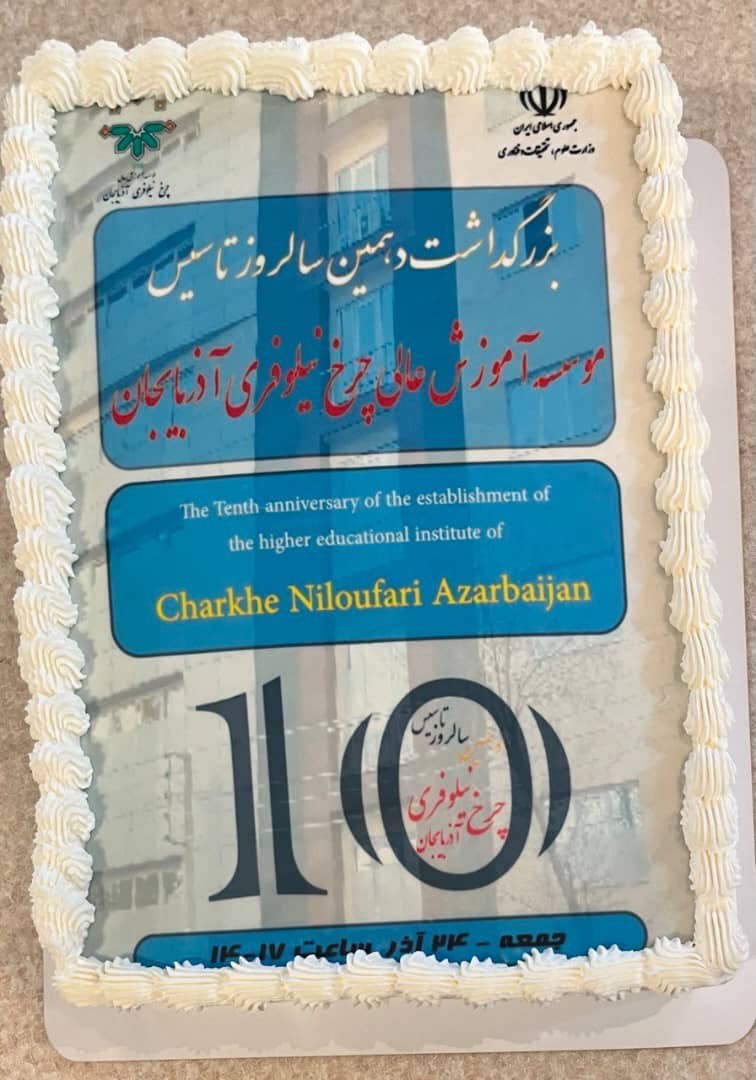 جمهوری اسلامی ایران
وزارت علوم، تحقیقات و فناوری
موسسه آموزش عالی
چرخ نیلوفری آذربایجان
بزرگداشت دهمین سالروز تاسیس
موسسه آموزش عالی چرخ نیلوفری آذربایجان
The Tenth anniversary of the establishment of
the higher educational institute of
Charkhe Niloufari Azarbaijan
10
سالروز تاسیس
چرخ نیلوفری
آذربایجان
جمعه - ۲۴ آذر ساعت ۱۷-۱۴